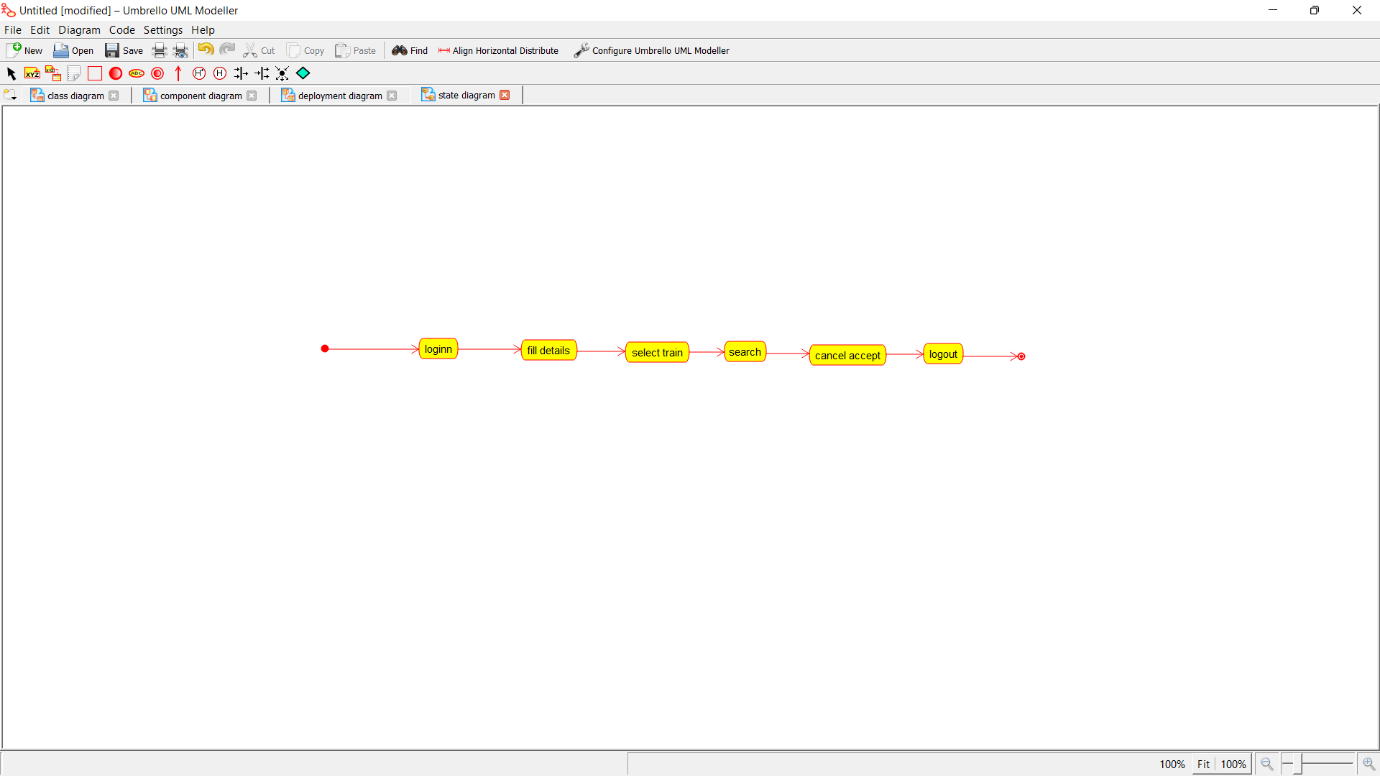 Untitled [modified] – Umbrello UML Modeller
File Edit Diagram Code Settings Help
New Open Save Cut Copy Paste Find Align Horizontal Distribute Configure Umbrello UML Modeller
XYZ ABC H* H
class diagram component diagram deployment diagram state diagram
loginn fill details select train search cancel accept logout
100% Fit 100%